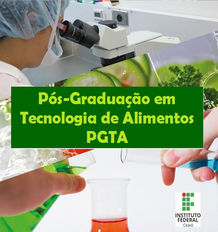 Pós-Graduação em
Tecnologia de Alimentos
PGTA
INSTITUTO
FEDERAL
Ceará